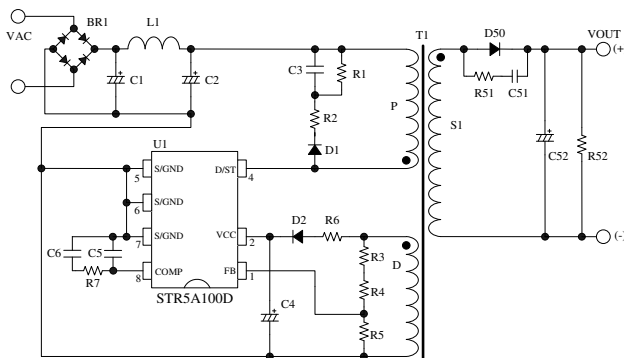 VAC
BR1
L1
T1
D50
VOUT
(+)
C1
C2
C3
R1
P
R51
C51
R2
S1
D1
C52
R52
U1
S/GND
D/ST
5
4
S/GND
6
S/GND
VCC
7
2
D2
R6
(-)
C6
C5
COMP
FB
8
1
R7
D
R3
R4
R5
C4
STR5A100D